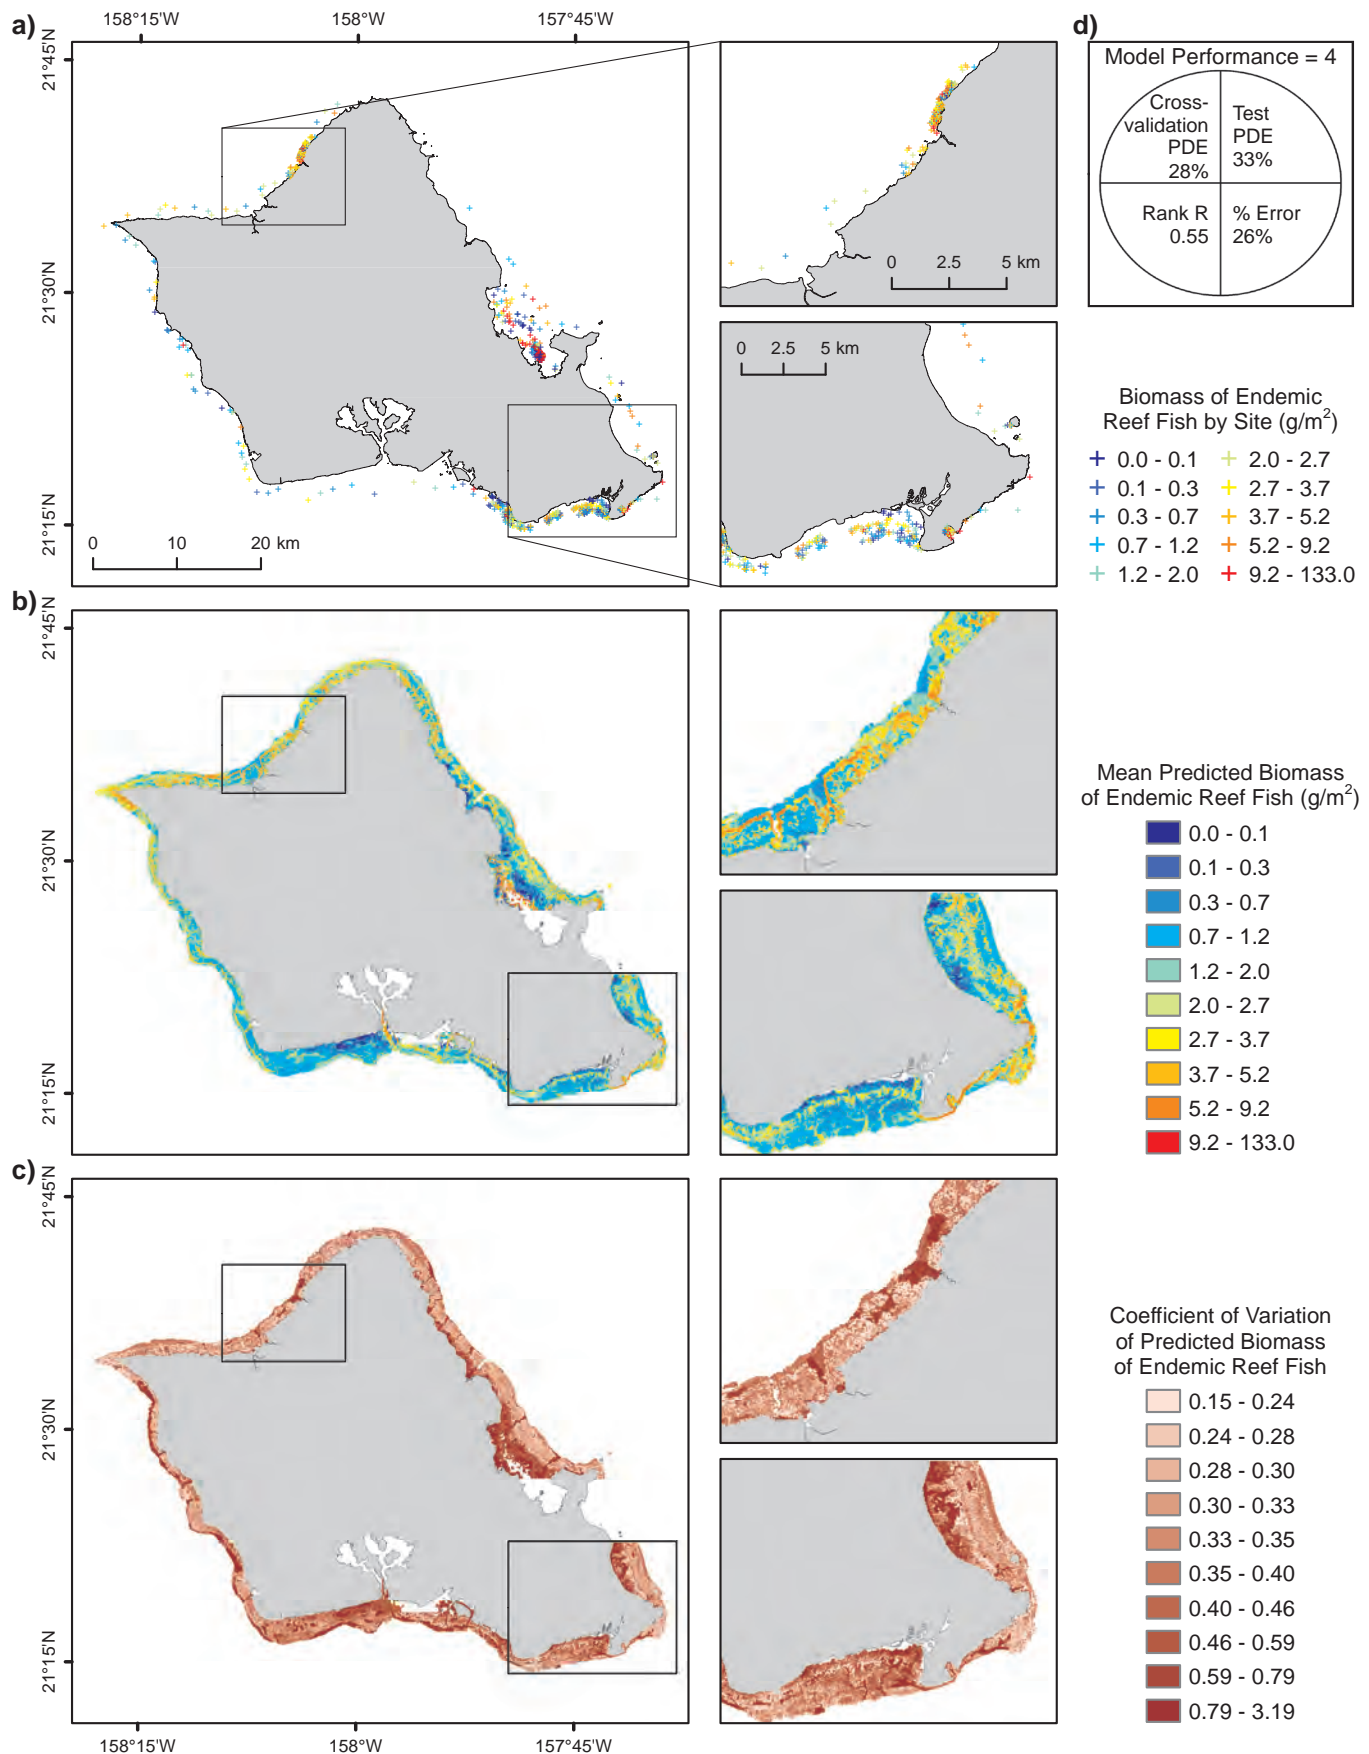 a)
158°15'W
158°W
157°45'W
21°45'N
21°30'N
21°15'N
0 10 20 km
0 2.5 5 km
0 2.5 5 km
d)
Model Performance = 4
Cross-
validation
PDE
28%
Test
PDE
33%
Rank R
0.55
% Error
26%
Biomass of Endemic
Reef Fish by Site (g/m²)
0.0 - 0.1
0.1 - 0.3
0.3 - 0.7
0.7 - 1.2
1.2 - 2.0
2.0 - 2.7
2.7 - 3.7
3.7 - 5.2
5.2 - 9.2
9.2 - 133.0
b)
21°45'N
21°30'N
21°15'N
Mean Predicted Biomass
of Endemic Reef Fish (g/m²)
0.0 - 0.1
0.1 - 0.3
0.3 - 0.7
0.7 - 1.2
1.2 - 2.0
2.0 - 2.7
2.7 - 3.7
3.7 - 5.2
5.2 - 9.2
9.2 - 133.0
c)
21°45'N
21°30'N
21°15'N
Coefficient of Variation
of Predicted Biomass
of Endemic Reef Fish
0.15 - 0.24
0.24 - 0.28
0.28 - 0.30
0.30 - 0.33
0.33 - 0.35
0.35 - 0.40
0.40 - 0.46
0.46 - 0.59
0.59 - 0.79
0.79 - 3.19
158°15'W
158°W
157°45'W